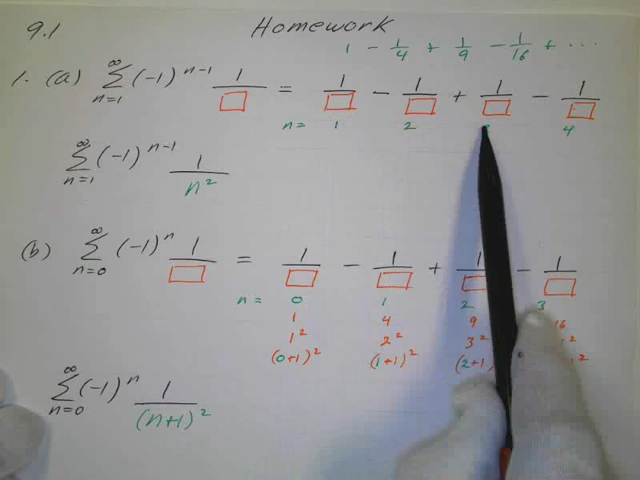 9.1 Homework
1 - 1/4 + 1/9 - 1/16 + ...
1. (a) ∞ ∑ n=1 (-1)^(n-1) 1/□ = 1/□ - 1/□ + 1/□ - 1/□
n= 1 2 4
∞ ∑ n=1 (-1)^(n-1) 1/n²
(b) ∞ ∑ n=0 (-1)^n 1/□ = 1/□ - 1/□ + 1/□ - 1/□
n= 0 1 2 3
1 4 9 16
1² 2² 3²
(0+1)² (1+1)² (2+1)
∞ ∑ n=0 (-1)^n 1/(n+1)²